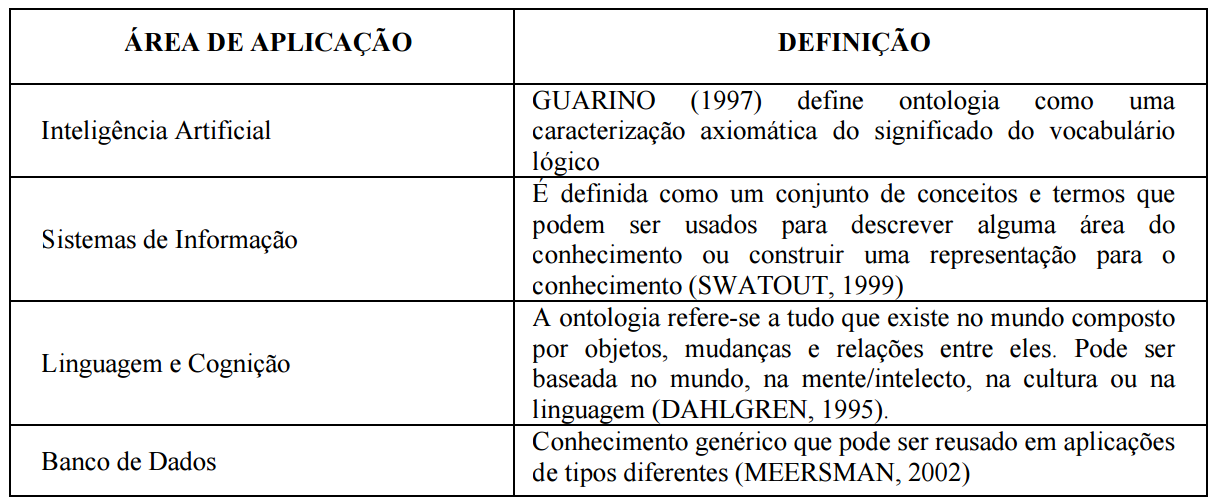 ÁREA DE APLICAÇÃO
DEFINIÇÃO
Inteligência Artificial
GUARINO (1997) define ontologia como uma
caracterização axiomática do significado do vocabulário
lógico
Sistemas de Informação
É definida como um conjunto de conceitos e termos que
podem ser usados para descrever alguma área do
conhecimento ou construir uma representação para o
conhecimento (SWATOUT, 1999)
Linguagem e Cognição
A ontologia refere-se a tudo que existe no mundo composto
por objetos, mudanças e relações entre eles. Pode ser
baseada no mundo, na mente/intelecto, na cultura ou na
linguagem (DAHLGREN, 1995).
Banco de Dados
Conhecimento genérico que pode ser reusado em aplicações
de tipos diferentes (MEERSMAN, 2002)